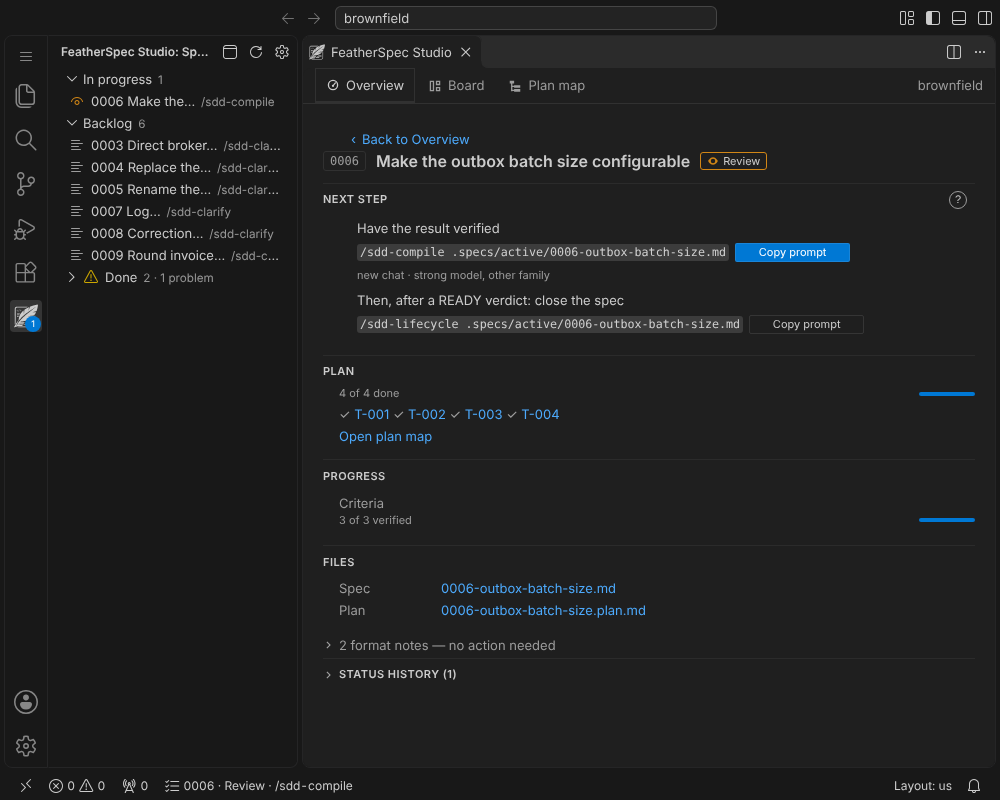 brownfield
FEATHERSPEC STUDIO: Sp...
FeatherSpec Studio
In progress 1
0006 Make the... /sdd-compile
Backlog 6
0003 Direct broker... /sdd-cla...
0004 Replace the... /sdd-clar...
0005 Rename the... /sdd-clar...
0007 Log... /sdd-clarify
0008 Correction... /sdd-clarify
0009 Round invoice... /sdd-c...
Done 2 · 1 problem
1
Overview Board Plan map brownfield
‹ Back to Overview
0006 Make the outbox batch size configurable Review
NEXT STEP ?
Have the result verified
/sdd-compile .specs/active/0006-outbox-batch-size.md Copy prompt
new chat · strong model, other family
Then, after a READY verdict: close the spec
/sdd-lifecycle .specs/active/0006-outbox-batch-size.md Copy prompt
PLAN
4 of 4 done
✓ T-001 ✓ T-002 ✓ T-003 ✓ T-004
Open plan map
PROGRESS
Criteria
3 of 3 verified
FILES
Spec 0006-outbox-batch-size.md
Plan 0006-outbox-batch-size.plan.md
2 format notes — no action needed
STATUS HISTORY (1)
0 0 0 0006 · Review · /sdd-compile Layout: us